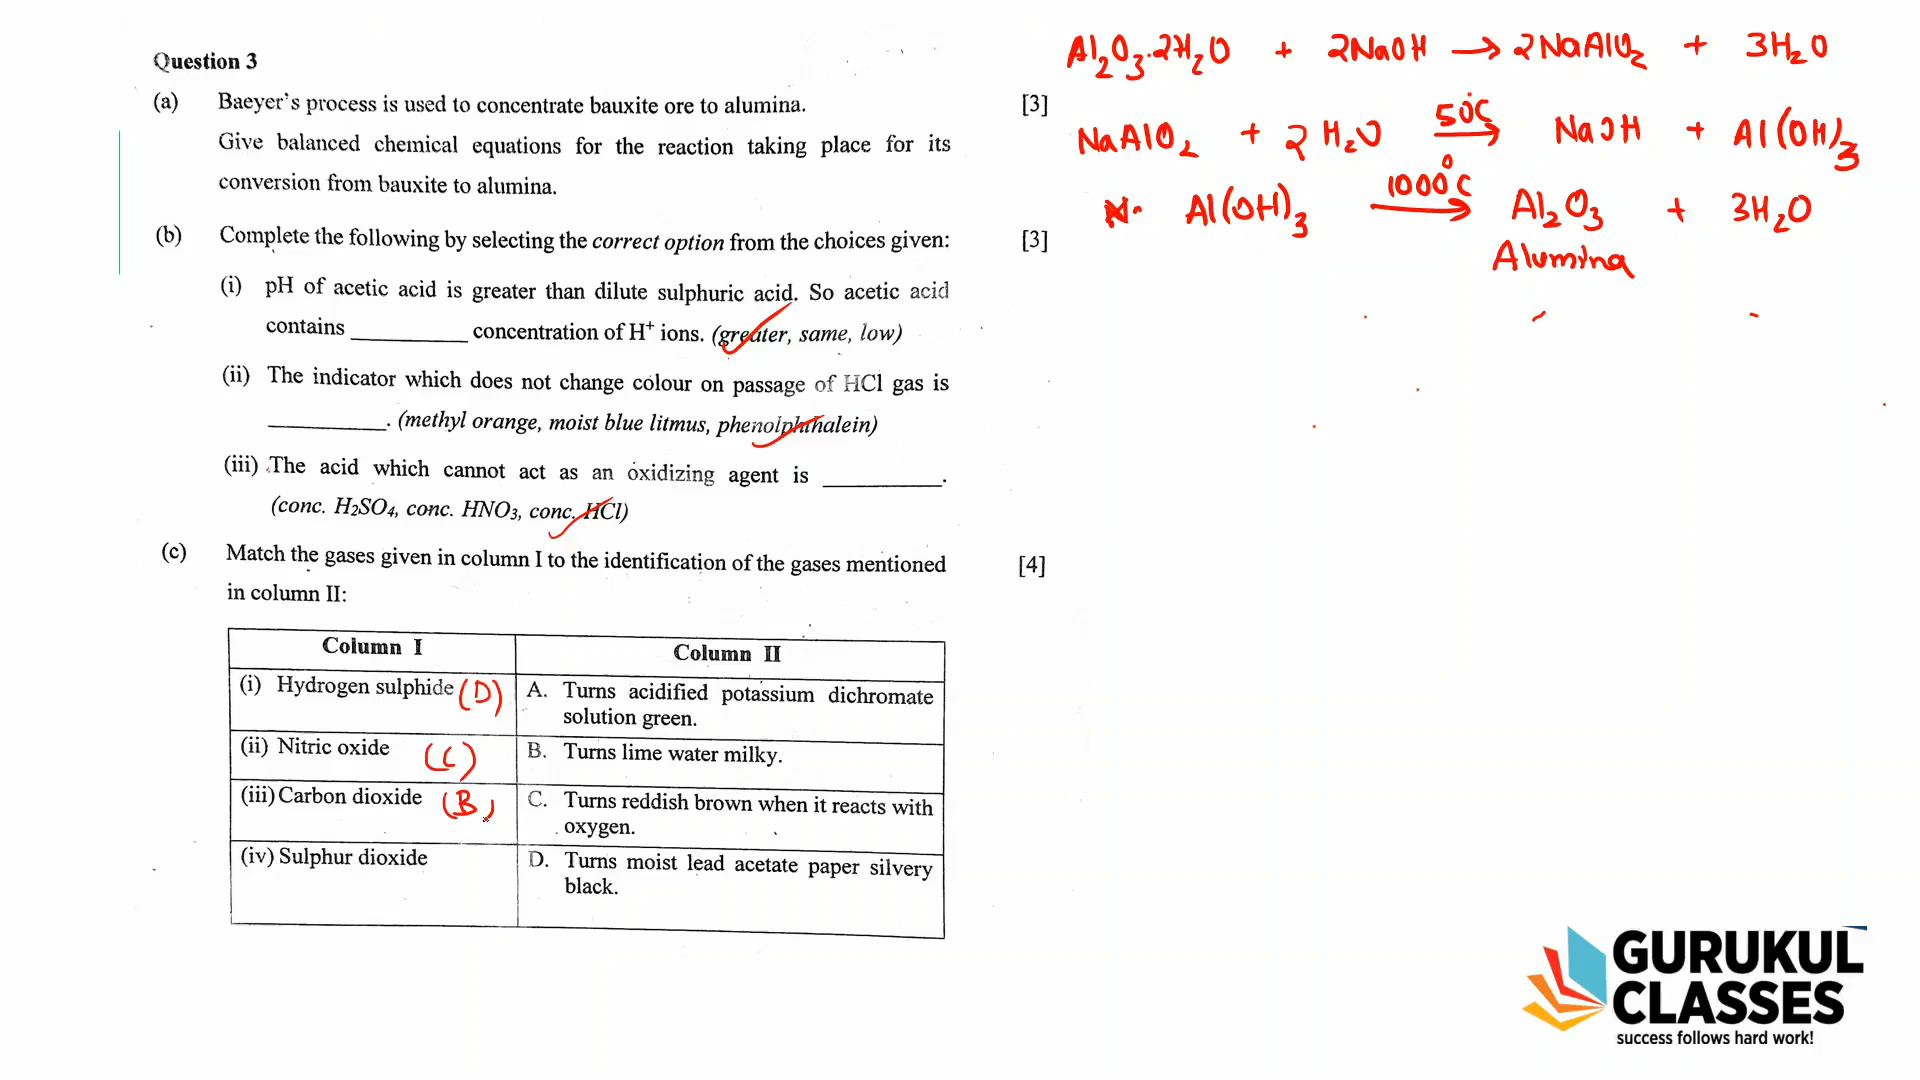 Question 3
(a) Baeyer's process is used to concentrate bauxite ore to alumina. [3]
Give balanced chemical equations for the reaction taking place for its
conversion from bauxite to alumina.
(b) Complete the following by selecting the correct option from the choices given: [3]
(i) pH of acetic acid is greater than dilute sulphuric acid. So acetic acid
contains __________ concentration of H⁺ ions. (greater, same, low)
(ii) The indicator which does not change colour on passage of HCl gas is
__________. (methyl orange, moist blue litmus, phenolphthalein)
(iii) The acid which cannot act as an oxidizing agent is __________.
(conc. H₂SO₄, conc. HNO₃, conc. HCl)
(c) Match the gases given in column I to the identification of the gases mentioned [4]
in column II:
Column I Column II
(i) Hydrogen sulphide (D) A. Turns acidified potassium dichromate
solution green.
(ii) Nitric oxide (C) B. Turns lime water milky.
(iii) Carbon dioxide (B) C. Turns reddish brown when it reacts with
oxygen.
(iv) Sulphur dioxide D. Turns moist lead acetate paper silvery
black.
Al₂O₃.2H₂O + 2NaOH → 2NaAlO₂ + 3H₂O
NaAlO₂ + 2H₂O 50°C → NaOH + Al(OH)₃
Al(OH)₃ 1000°C → Al₂O₃ + 3H₂O
Alumina
GURUKUL
CLASSES
success follows hard work!